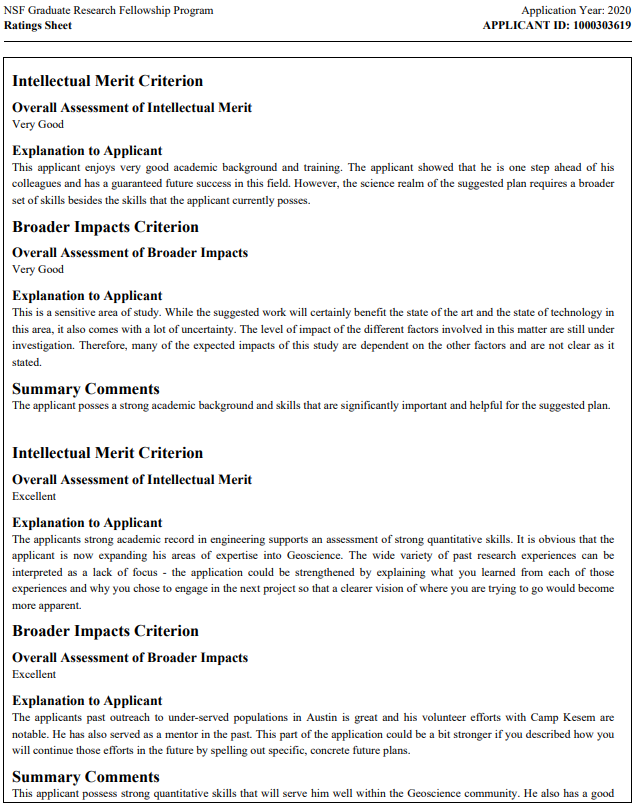 NSF Graduate Research Fellowship Program
Application Year: 2020
Ratings Sheet
APPLICANT ID: 1000303619
Intellectual Merit Criterion
Overall Assessment of Intellectual Merit
Very Good
Explanation to Applicant
This applicant enjoys very good academic background and training. The applicant showed that he is one step ahead of his
colleagues and has a guaranteed future success in this field. However, the science realm of the suggested plan requires a broader
set of skills besides the skills that the applicant currently posses.
Broader Impacts Criterion
Overall Assessment of Broader Impacts
Very Good
Explanation to Applicant
This is a sensitive area of study. While the suggested work will certainly benefit the state of the art and the state of technology in
this area, it also comes with a lot of uncertainty. The level of impact of the different factors involved in this matter are still under
investigation. Therefore, many of the expected impacts of this study are dependent on the other factors and are not clear as it
stated.
Summary Comments
The applicant posses a strong academic background and skills that are significantly important and helpful for the suggested plan.
Intellectual Merit Criterion
Overall Assessment of Intellectual Merit
Excellent
Explanation to Applicant
The applicants strong academic record in engineering supports an assessment of strong quantitative skills. It is obvious that the
applicant is now expanding his areas of expertise into Geoscience. The wide variety of past research experiences can be
interpreted as a lack of focus - the application could be strengthened by explaining what you learned from each of those
experiences and why you chose to engage in the next project so that a clearer vision of where you are trying to go would become
more apparent.
Broader Impacts Criterion
Overall Assessment of Broader Impacts
Excellent
Explanation to Applicant
The applicants past outreach to under-served populations in Austin is great and his volunteer efforts with Camp Kesem are
notable. He has also served as a mentor in the past. This part of the application could be a bit stronger if you described how you
will continue those efforts in the future by spelling out specific, concrete future plans.
Summary Comments
This applicant possess strong quantitative skills that will serve him well within the Geoscience community. He also has a good